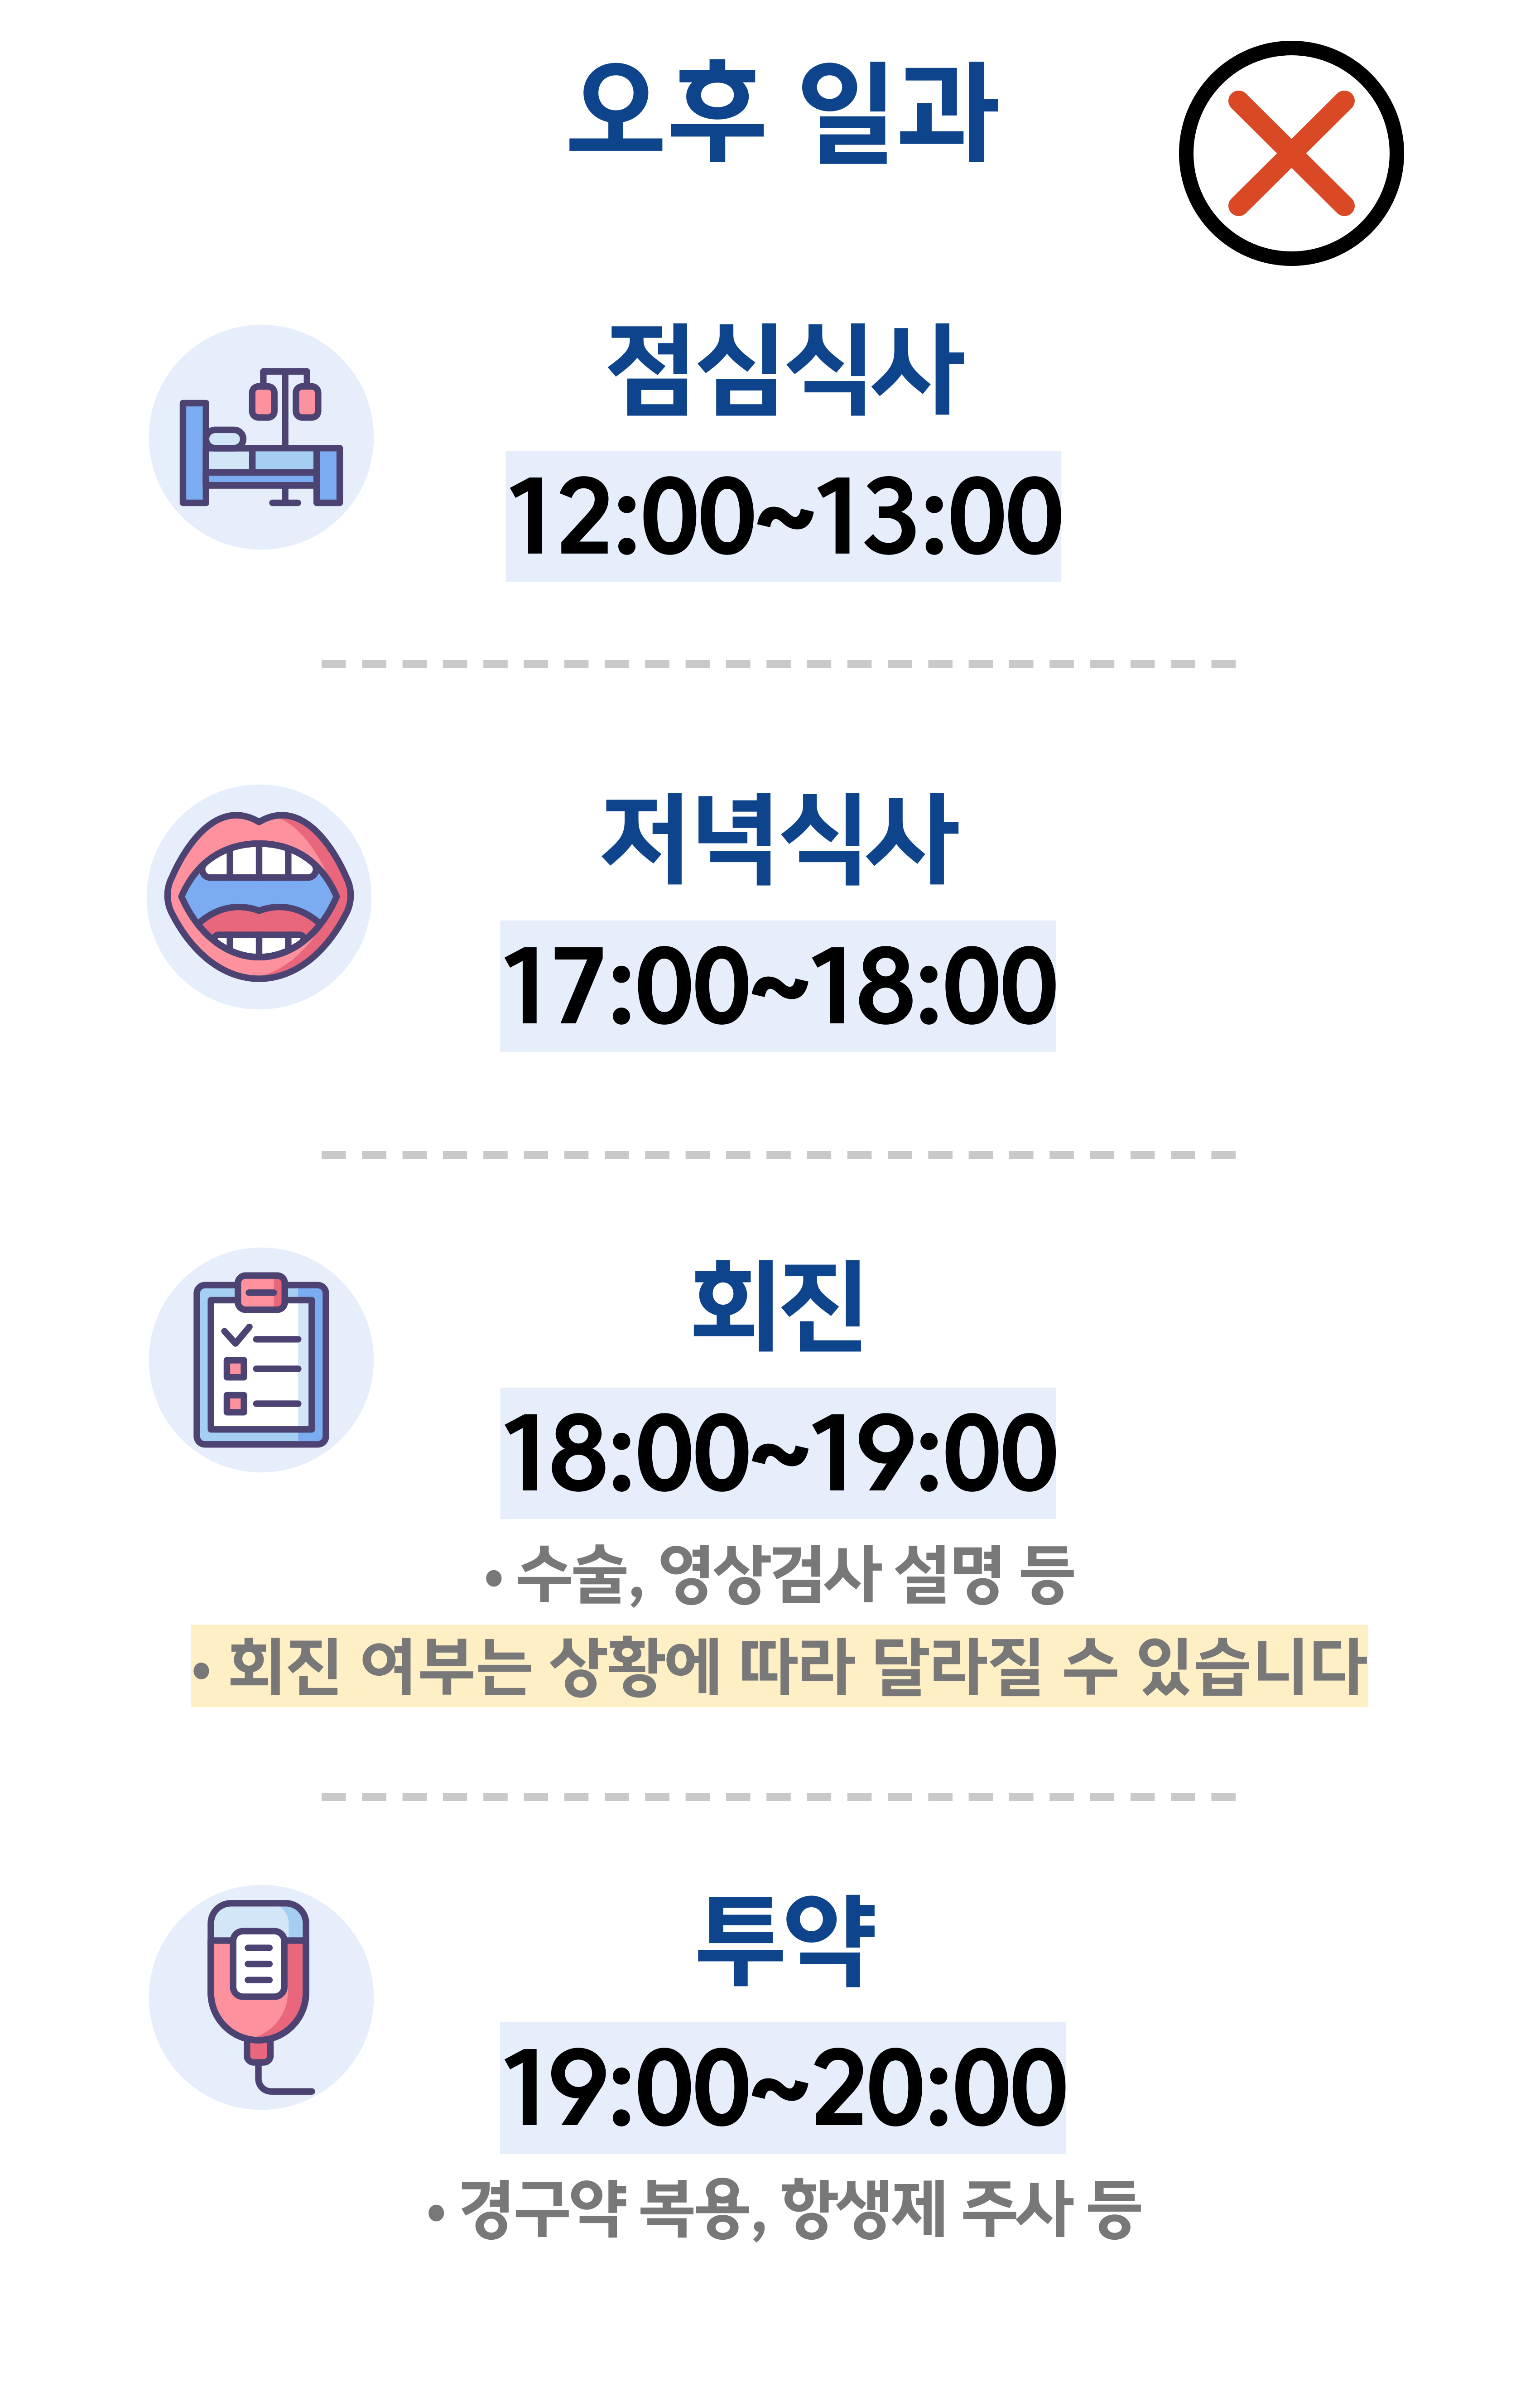 오후 일과
점심식사
12:00~13:00
저녁식사
17:00~18:00
회진
18:00~19:00
• 수술, 영상검사 설명 등
• 회진 여부는 상황에 따라 달라질 수 있습니다
투약
19:00~20:00
• 경구약 복용, 항생제 주사 등